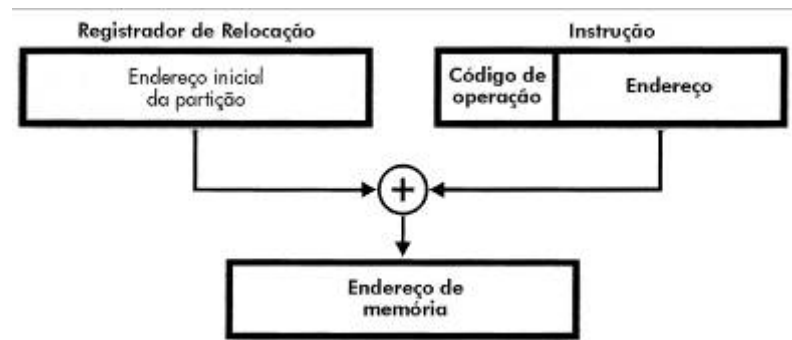 Registrador de Relocação
Instrução
Endereço inicial
da partição
Código de
operação
Endereço
+
Endereço de
memória